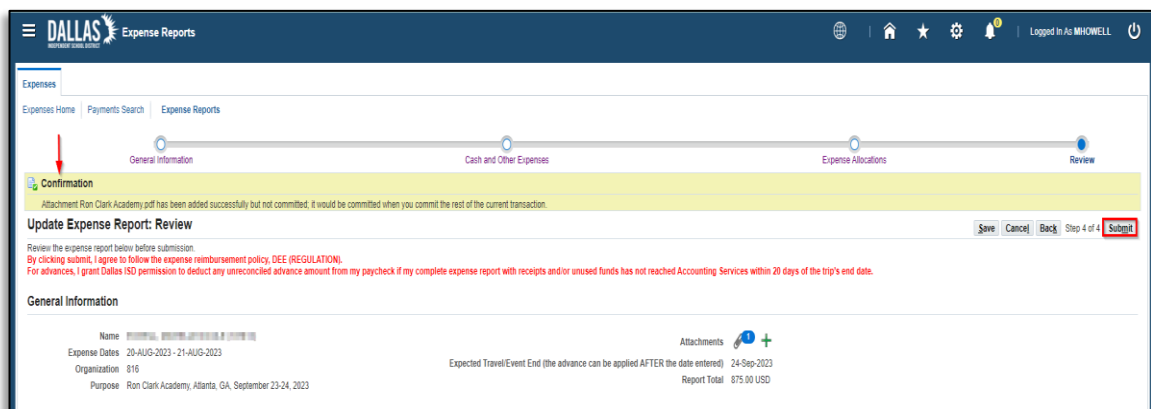 DALLAS
INDEPENDENT SCHOOL DISTRICT
Expense Reports
0
Logged In As MHOWELL
Expenses
Expenses Home | Payments Search | Expense Reports
General Information
Cash and Other Expenses
Expense Allocations
Review
Confirmation
Attachment Ron Clark Academy.pdf has been added successfully but not committed; it would be committed when you commit the rest of the current transaction.
Update Expense Report: Review
Save Cancel Back Step 4 of 4 Submit
Review the expense report below before submission.
By clicking submit, I agree to follow the expense reimbursement policy, DEE (REGULATION).
For advances, I grant Dallas ISD permission to deduct any unreconciled advance amount from my paycheck if my complete expense report with receipts and/or unused funds has not reached Accounting Services within 20 days of the trip's end date.
General Information
Name
Expense Dates 20-AUG-2023 - 21-AUG-2023
Organization 816
Purpose Ron Clark Academy, Atlanta, GA, September 23-24, 2023
Attachments 1
Expected Travel/Event End (the advance can be applied AFTER the date entered) 24-Sep-2023
Report Total 875.00 USD